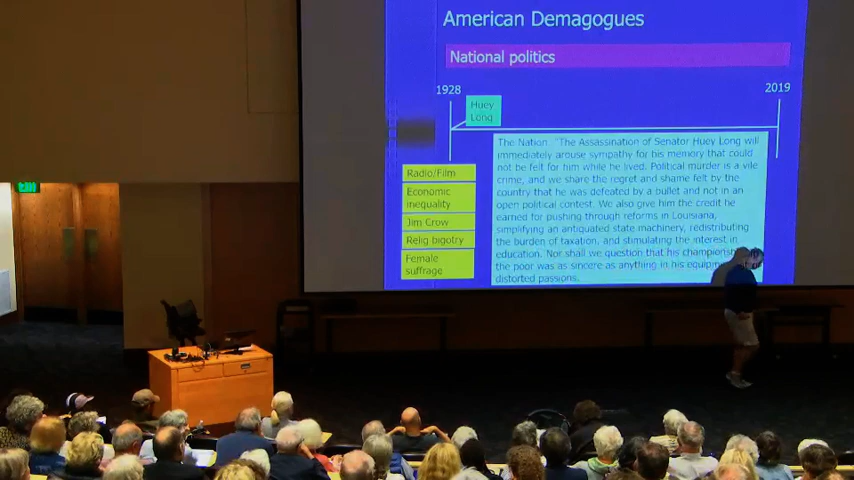 American Demagogues
National politics
1928
2019
Huey
Long
The Nation "The Assassination of Senator Huey Long will
immediately arouse sympathy for his memory that could
not be felt for him while he lived. Political murder is a vile
crime, and we share the regret and shame felt by the
country that he was defeated by a bullet and not in an
open political contest. We also give him the credit he
earned for pushing through reforms in Louisiana,
simplifying an antiquated state machinery, redistributing
the burden of taxation, and stimulating the interest in
education. Nor shall we question that his championship
the poor was as sincere as anything in his equipment of
distorted passions.
Radio/Film
Economic
inequality
Jim Crow
Relig bigotry
Female
suffrage